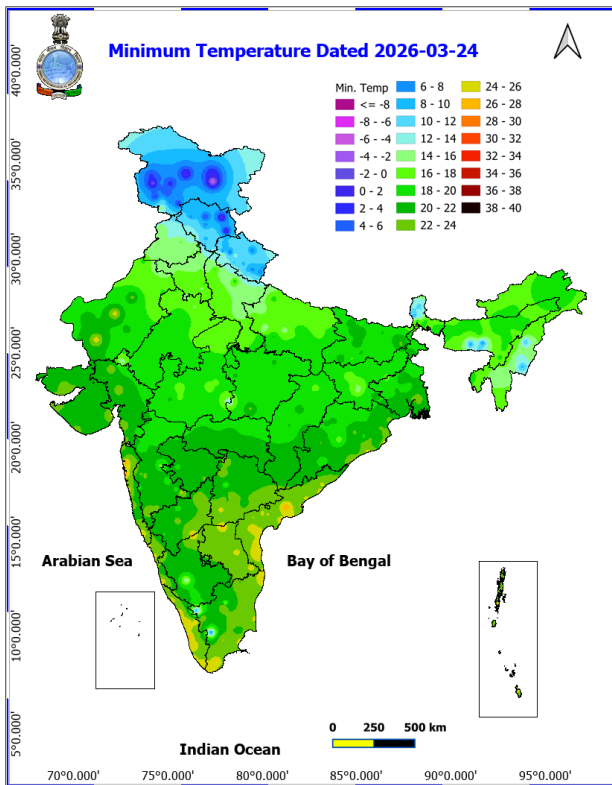 Minimum Temperature Dated 2026-03-24
Min. Temp
<= -8
-8 - -6
-6 - -4
-4 - -2
-2 - 0
0 - 2
2 - 4
4 - 6
6 - 8
8 - 10
10 - 12
12 - 14
14 - 16
16 - 18
18 - 20
20 - 22
22 - 24
24 - 26
26 - 28
28 - 30
30 - 32
32 - 34
34 - 36
36 - 38
38 - 40
40°0.000'
35°0.000'
30°0.000'
25°0.000'
20°0.000'
15°0.000'
10°0.000'
5°0.000'
Arabian Sea
Bay of Bengal
0 250 500 km
Indian Ocean
70°0.000' 75°0.000' 80°0.000' 85°0.000' 90°0.000' 95°0.000'